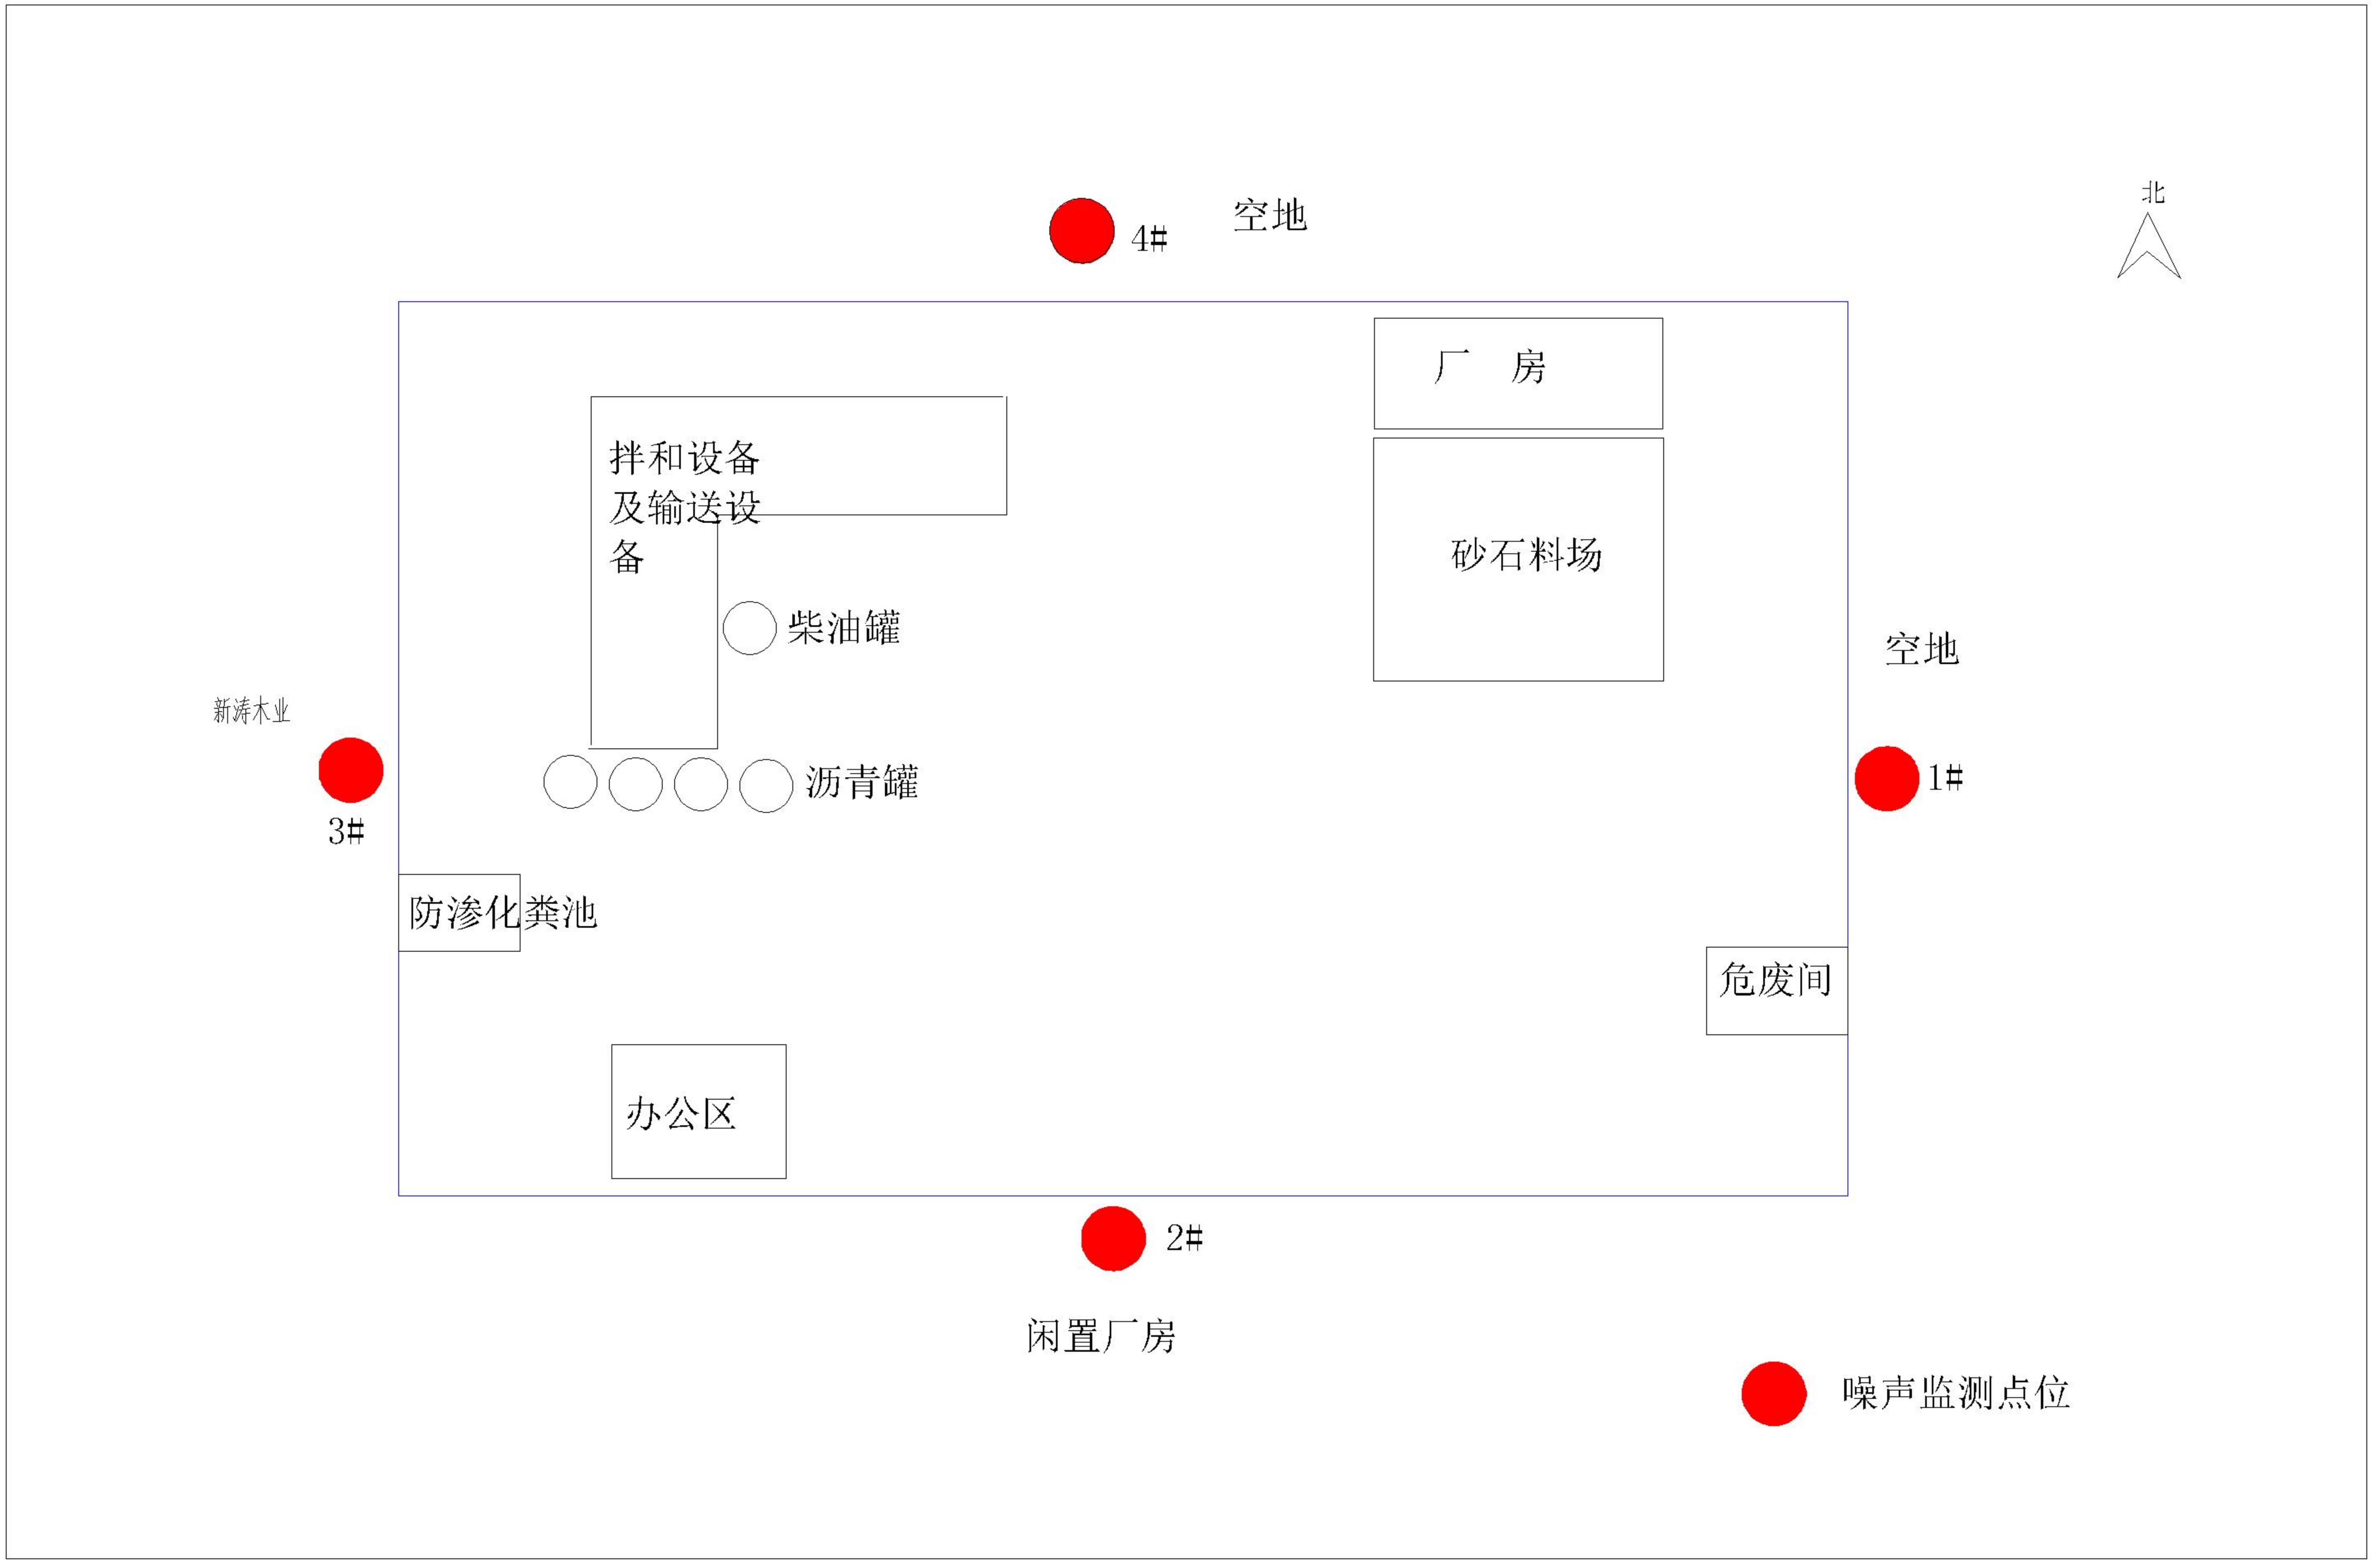 北
空地
4#
厂 房
拌和设备
及输送设
备
砂石料场
柴油罐
空地
新涛木业
沥青罐
1#
3#
防渗化粪池
危废间
办公区
2#
闲置厂房
噪声监测点位